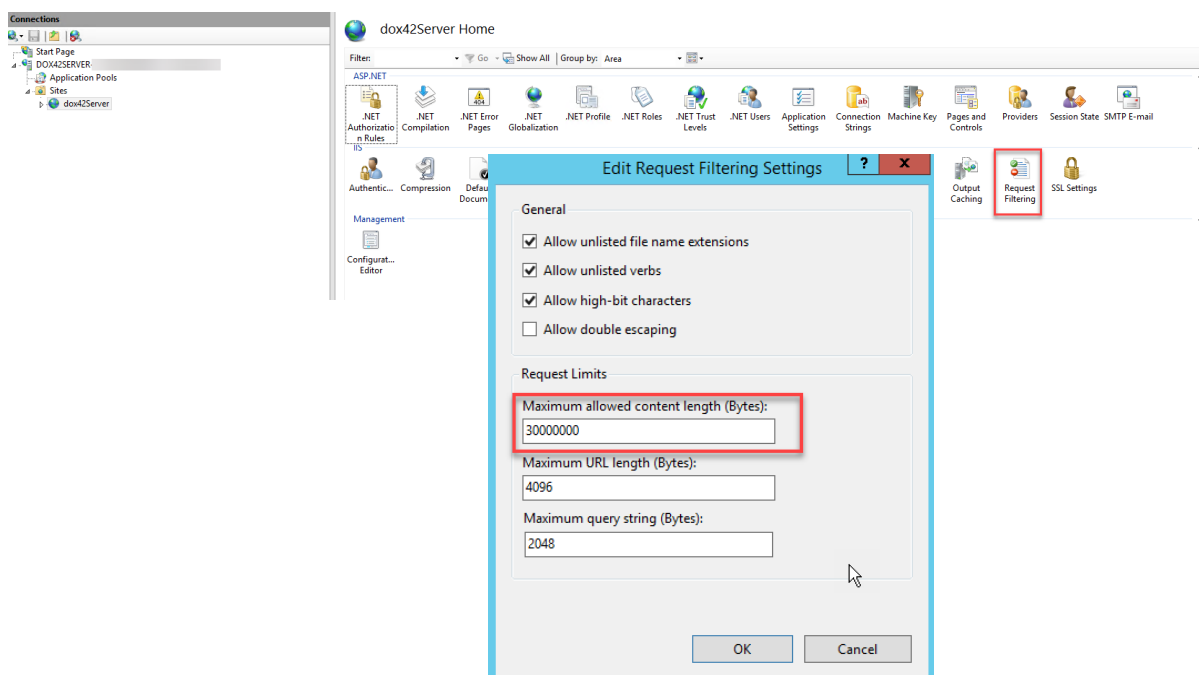 Connections
Start Page
DOX42SERVER
Application Pools
Sites
dox42Server
dox42Server Home
Filter: Go Show All Group by: Area
ASP.NET
.NET .NET .NET Error .NET .NET Profile .NET Roles .NET Trust .NET Users Application Connection Machine Key Pages and Providers Session State SMTP E-mail
Authorizatio Compilation Pages Globalization Levels Settings Strings Controls
n Rules
IIS
404
ab
Authentic... Compression Defau Output Request SSL Settings
Docum Caching Filtering
Management
Configurat...
Editor
Edit Request Filtering Settings ? x
General
Allow unlisted file name extensions
Allow unlisted verbs
Allow high-bit characters
Allow double escaping
Request Limits
Maximum allowed content length (Bytes):
30000000
Maximum URL length (Bytes):
4096
Maximum query string (Bytes):
2048
OK Cancel